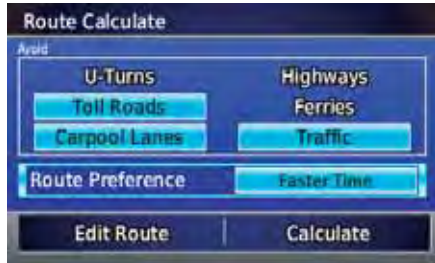 Route Calculate
Avoid
U-Turns Highways
Toll Roads Ferries
Carpool Lanes Traffic
Route Preference Faster Time
Edit Route Calculate